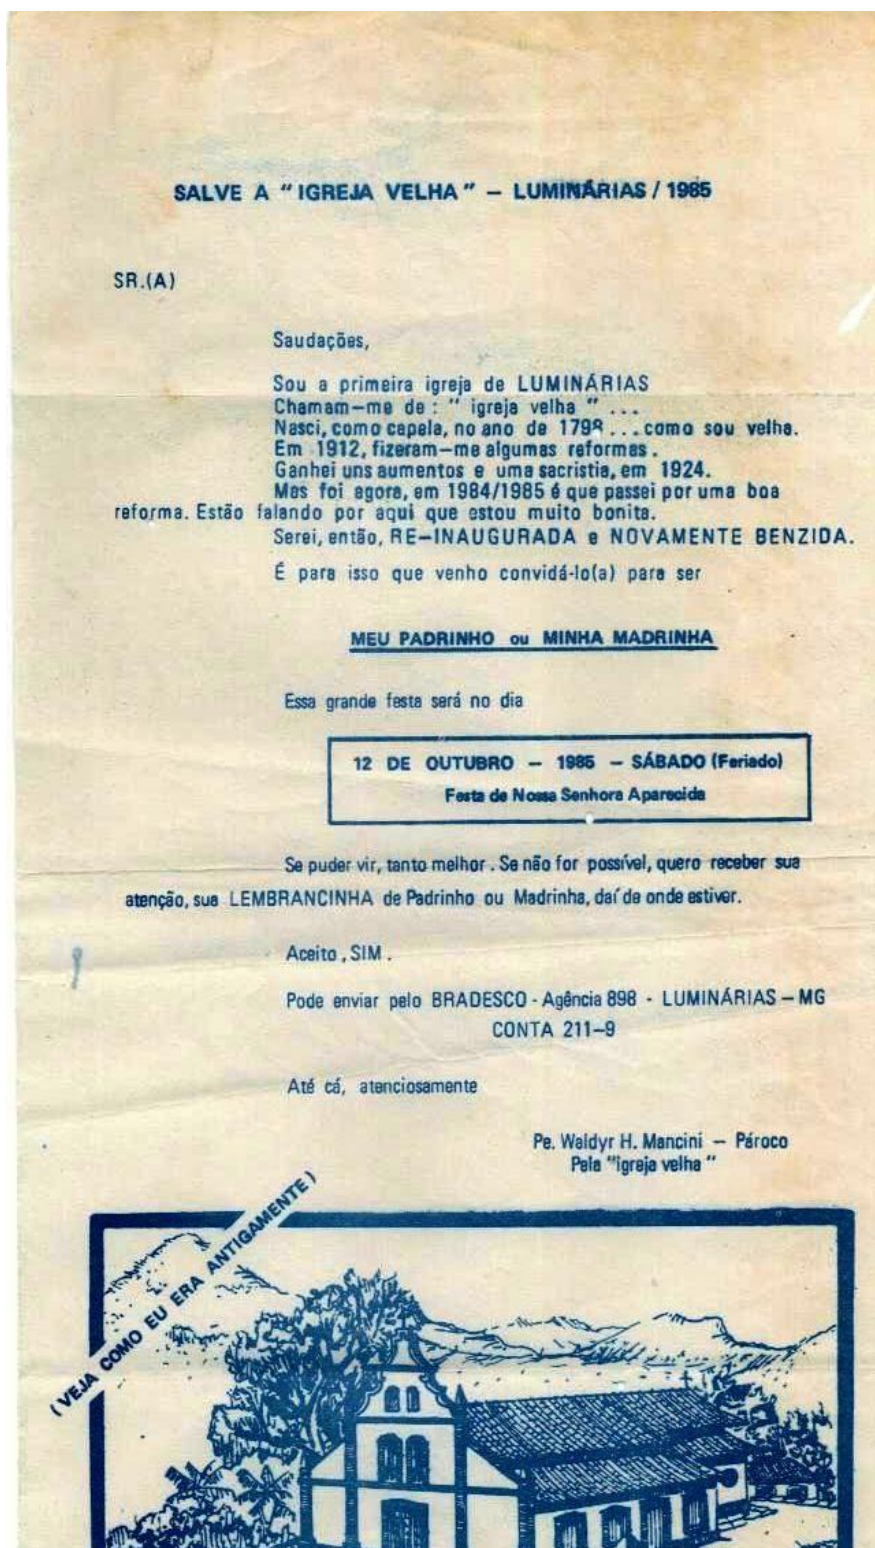 SALVE A " IGREJA VELHA " – LUMINÁRIAS / 1985
SR.(A)
Saudações,
Sou a primeira igreja de LUMINÁRIAS
Chamam–me de : " igreja velha " ...
Nasci, como capela, no ano de 1798 ... como sou velha.
Em 1912, fizeram–me algumas reformas .
Ganhei uns aumentos e uma sacristia, em 1924.
Mas foi agora, em 1984/1985 é que passei por uma boa
reforma. Estão falando por aqui que estou muito bonita.
Serei, então, RE–INAUGURADA e NOVAMENTE BENZIDA.
É para isso que venho convidá-lo(a) para ser
MEU PADRINHO ou MINHA MADRINHA
Essa grande festa será no dia
12 DE OUTUBRO – 1985 – SÁBADO (Feriado)
Festa de Nossa Senhora Aparecida
Se puder vir, tanto melhor . Se não for possível, quero receber sua
atenção, sua LEMBRANCINHA de Padrinho ou Madrinha, daí de onde estiver.
Aceito , SIM .
Pode enviar pelo BRADESCO - Agência 898 - LUMINÁRIAS – MG
CONTA 211–9
Até cá, atenciosamente
Pe. Waldyr H. Mancini – Pároco
Pela "igreja velha "
( VEJA COMO EU ERA ANTIGAMENTE )